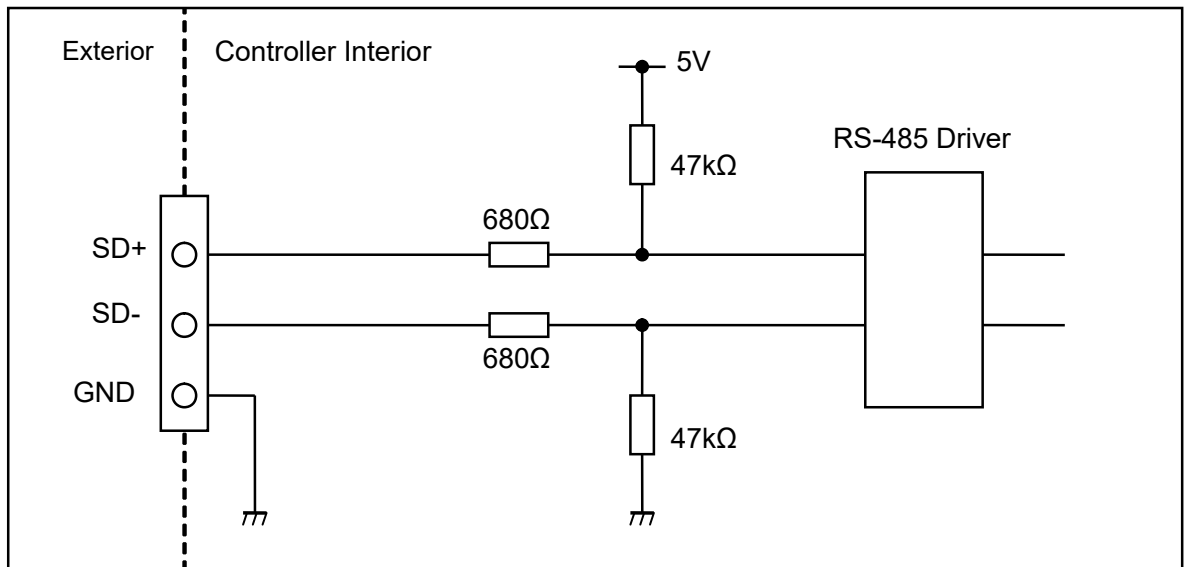 Exterior
Controller Interior
5V
47kΩ
RS-485 Driver
680Ω
SD+
SD-
680Ω
GND
47kΩ